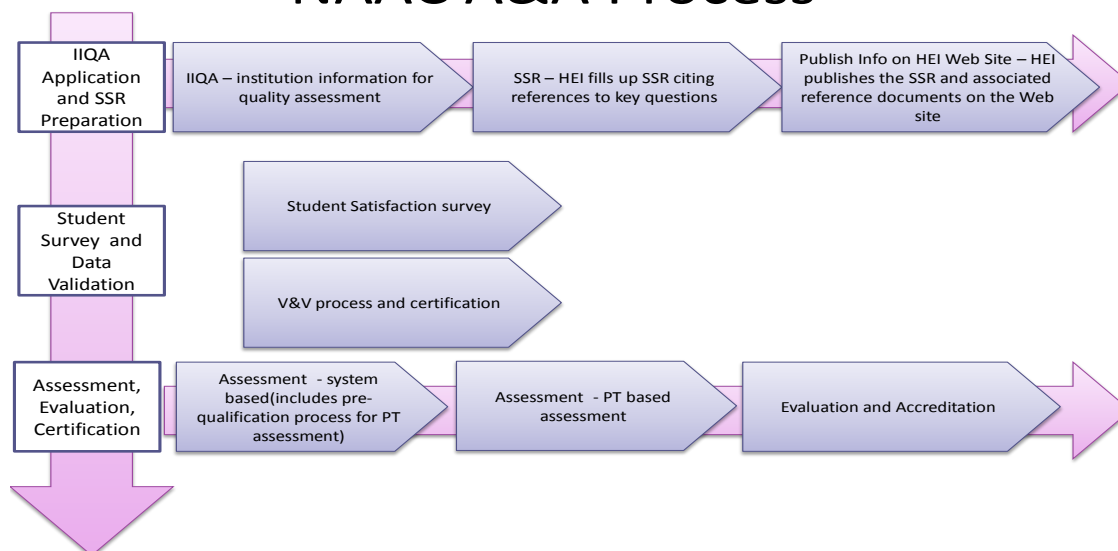 NAAC A&A Process
IIQA
Application
and SSR
Preparation
IIQA – institution information for
quality assessment
SSR – HEI fills up SSR citing
references to key questions
Publish Info on HEI Web Site – HEI
publishes the SSR and associated
reference documents on the Web
site
Student
Survey and
Data
Validation
Student Satisfaction survey
V&V process and certification
Assessment,
Evaluation,
Certification
Assessment - system
based(includes pre-
qualification process for PT
assessment)
Assessment - PT based
assessment
Evaluation and Accreditation